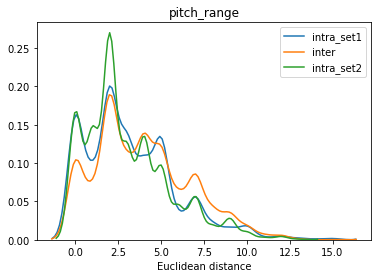 pitch_range
intra_set1
inter
intra_set2
0.25
0.20
0.15
0.10
0.05
0.00
0.0 2.5 5.0 7.5 10.0 12.5 15.0
Euclidean distance